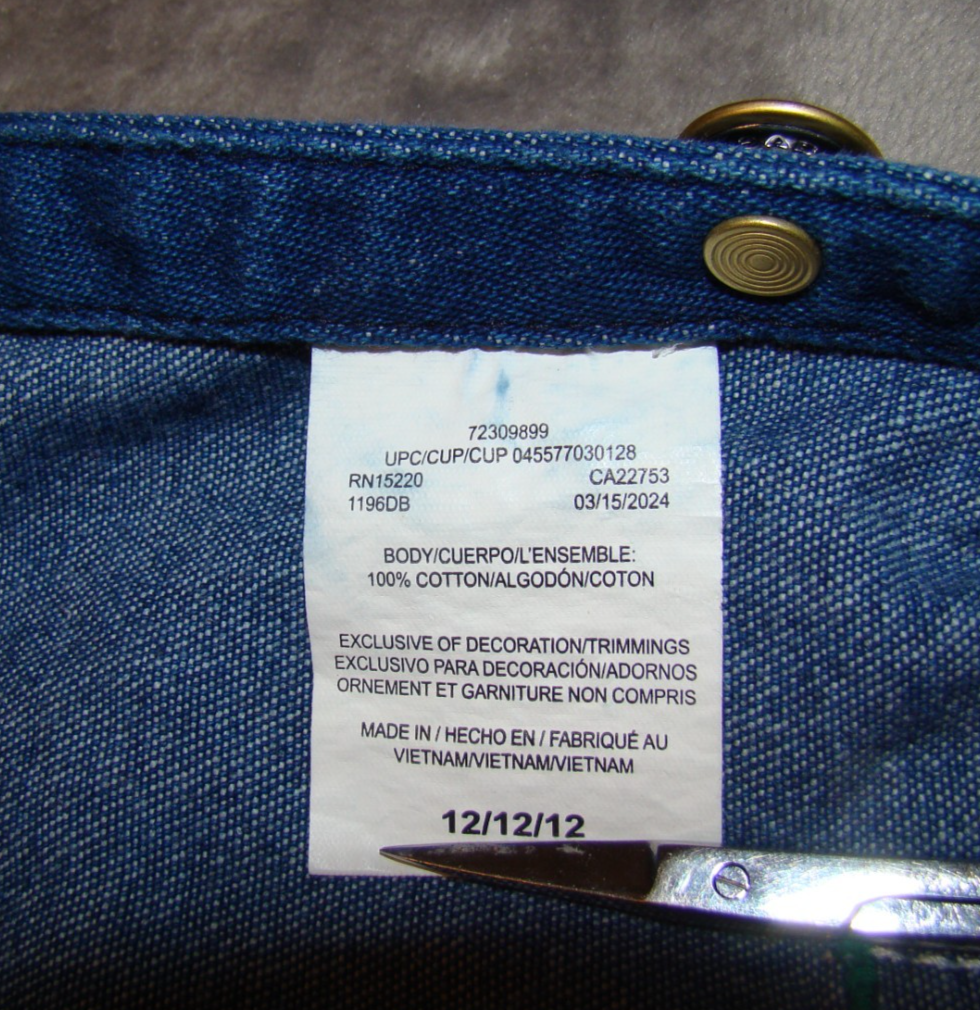 72309899
UPC/CUP/CUP 045577030128
RN15220 CA22753
1196DB 03/15/2024
BODY/CUERPO/L'ENSEMBLE:
100% COTTON/ALGODÓN/COTON
EXCLUSIVE OF DECORATION/TRIMMINGS
EXCLUSIVO PARA DECORACIÓN/ADORNOS
ORNEMENT ET GARNITURE NON COMPRIS
MADE IN / HECHO EN / FABRIQUÉ AU
VIETNAM/VIETNAM/VIETNAM
12/12/12